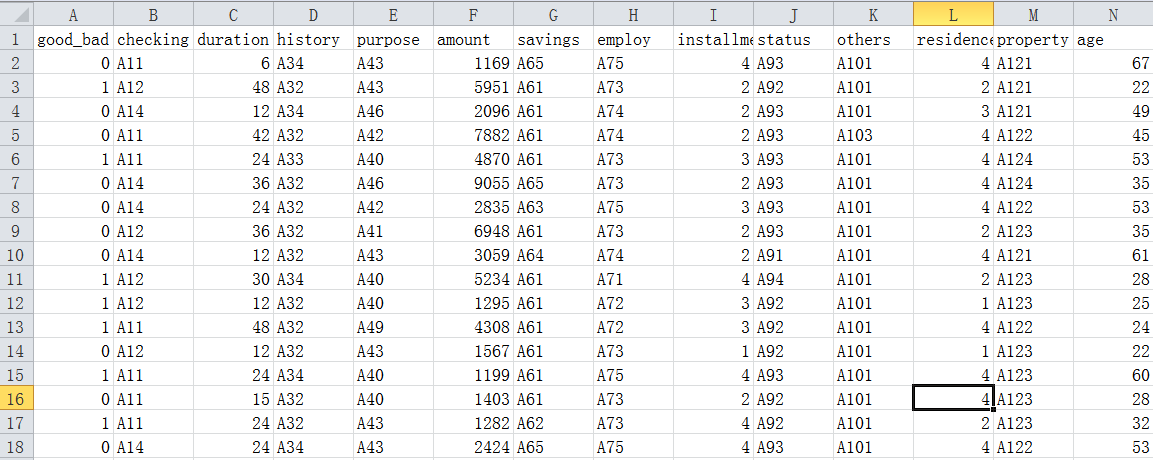 A B C D E F G H I J K L M N
1 good_bad checking duration history purpose amount savings employ installme status others residence property age
2 0 A11 6 A34 A43 1169 A65 A75 4 A93 A101 4 A121 67
3 1 A12 48 A32 A43 5951 A61 A73 2 A92 A101 2 A121 22
4 0 A14 12 A34 A46 2096 A61 A74 2 A93 A101 3 A121 49
5 0 A11 42 A32 A42 7882 A61 A74 2 A93 A103 4 A122 45
6 1 A11 24 A33 A40 4870 A61 A73 3 A93 A101 4 A124 53
7 0 A14 36 A32 A46 9055 A65 A73 2 A93 A101 4 A124 35
8 0 A14 24 A32 A42 2835 A63 A75 3 A93 A101 4 A122 53
9 0 A12 36 A32 A41 6948 A61 A73 2 A93 A101 2 A123 35
10 0 A14 12 A32 A43 3059 A64 A74 2 A91 A101 4 A121 61
11 1 A12 30 A34 A40 5234 A61 A71 4 A94 A101 2 A123 28
12 1 A12 12 A32 A40 1295 A61 A72 3 A92 A101 1 A123 25
13 1 A11 48 A32 A49 4308 A61 A72 3 A92 A101 4 A122 24
14 0 A12 12 A32 A43 1567 A61 A73 1 A92 A101 1 A123 22
15 1 A11 24 A34 A40 1199 A61 A75 4 A93 A101 4 A123 60
16 0 A11 15 A32 A40 1403 A61 A73 2 A92 A101 4 A123 28
17 1 A11 24 A32 A43 1282 A62 A73 4 A92 A101 2 A123 32
18 0 A14 24 A34 A43 2424 A65 A75 4 A93 A101 4 A122 53